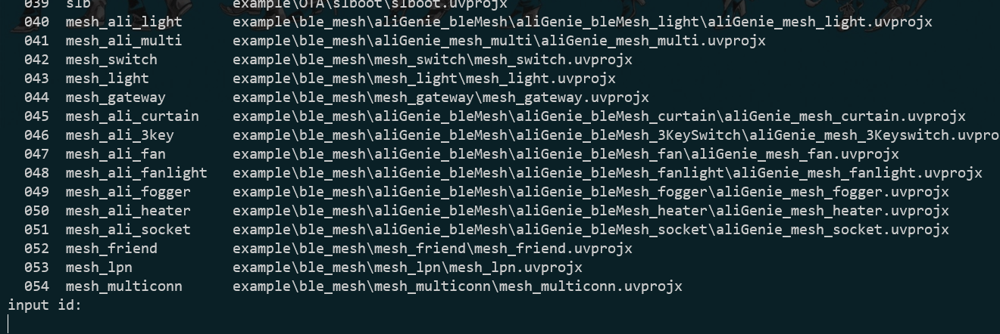 039 slb example\OTA\slboot\slboot.uvprojx
040 mesh_ali_light example\ble_mesh\aliGenie_bleMesh\aliGenie_bleMesh_light\aliGenie_mesh_light.uvprojx
041 mesh_ali_multi example\ble_mesh\aliGenie_mesh_multi\aliGenie_mesh_multi.uvprojx
042 mesh_switch example\ble_mesh\mesh_switch\mesh_switch.uvprojx
043 mesh_light example\ble_mesh\mesh_light\mesh_light.uvprojx
044 mesh_gateway example\ble_mesh\mesh_gateway\mesh_gateway.uvprojx
045 mesh_ali_curtain example\ble_mesh\aliGenie_bleMesh\aliGenie_bleMesh_curtain\aliGenie_mesh_curtain.uvprojx
046 mesh_ali_3key example\ble_mesh\aliGenie_bleMesh\aliGenie_bleMesh_3KeySwitch\aliGenie_mesh_3Keyswitch.uvpro
047 mesh_ali_fan example\ble_mesh\aliGenie_bleMesh\aliGenie_bleMesh_fan\aliGenie_mesh_fan.uvprojx
048 mesh_ali_fanlight example\ble_mesh\aliGenie_bleMesh\aliGenie_bleMesh_fanlight\aliGenie_mesh_fanlight.uvprojx
049 mesh_ali_fogger example\ble_mesh\aliGenie_bleMesh\aliGenie_bleMesh_fogger\aliGenie_mesh_fogger.uvprojx
050 mesh_ali_heater example\ble_mesh\aliGenie_bleMesh\aliGenie_bleMesh_heater\aliGenie_mesh_heater.uvprojx
051 mesh_ali_socket example\ble_mesh\aliGenie_bleMesh\aliGenie_bleMesh_socket\aliGenie_mesh_socket.uvprojx
052 mesh_friend example\ble_mesh\mesh_friend\mesh_friend.uvprojx
053 mesh_lpn example\ble_mesh\mesh_lpn\mesh_lpn.uvprojx
054 mesh_multiconn example\ble_mesh\mesh_multiconn\mesh_multiconn.uvprojx
input id: